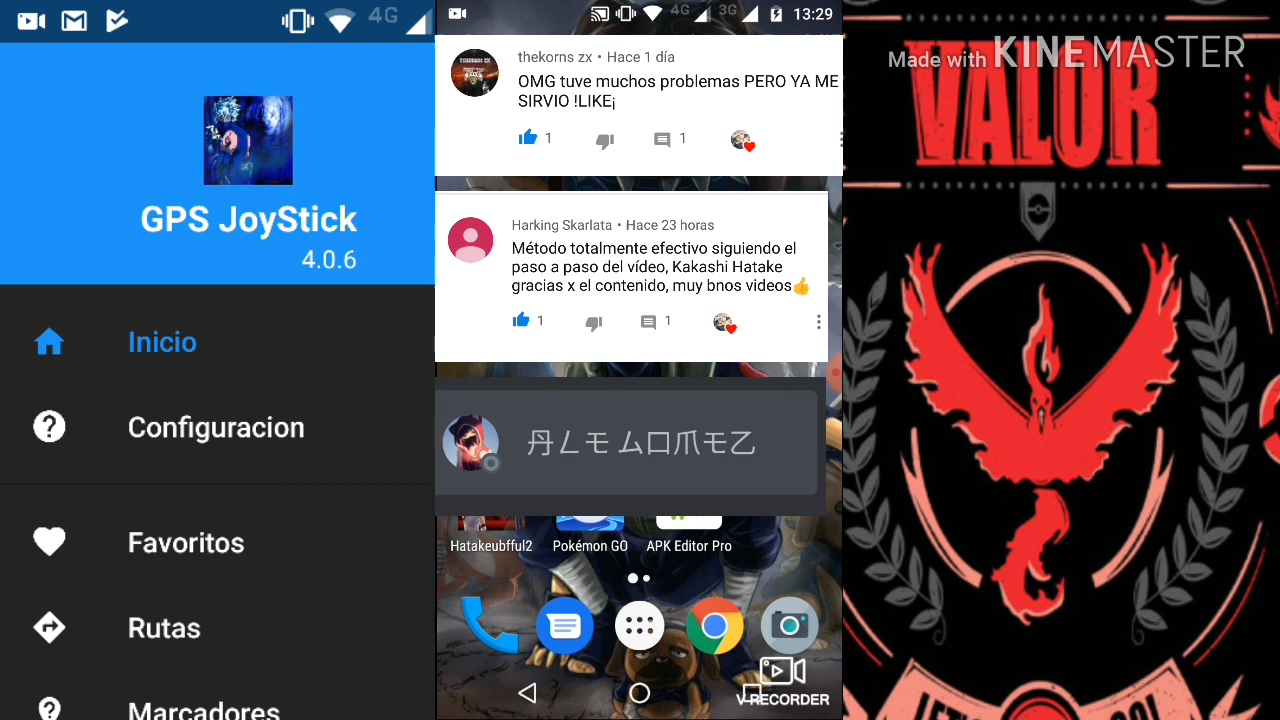 4G
GPS JoyStick
4.0.6
Inicio
Configuracion
Favoritos
Rutas
Marcadores
4G 3G 13:29
thekorns zx • Hace 1 día
OMG tuve muchos problemas PERO YA ME
SIRVIO !LIKE¡
1 1
Harking Skarlata • Hace 23 horas
Método totalmente efectivo siguiendo el
paso a paso del vídeo, Kakashi Hatake
gracias x el contenido, muy bnos videos👍
1 1
丹ㄥモ ㄙ口爪モ乙
Hatakeubfful2 Pokémon GO APK Editor Pro
V RECORDER
Made with KINEMASTER
VALOR